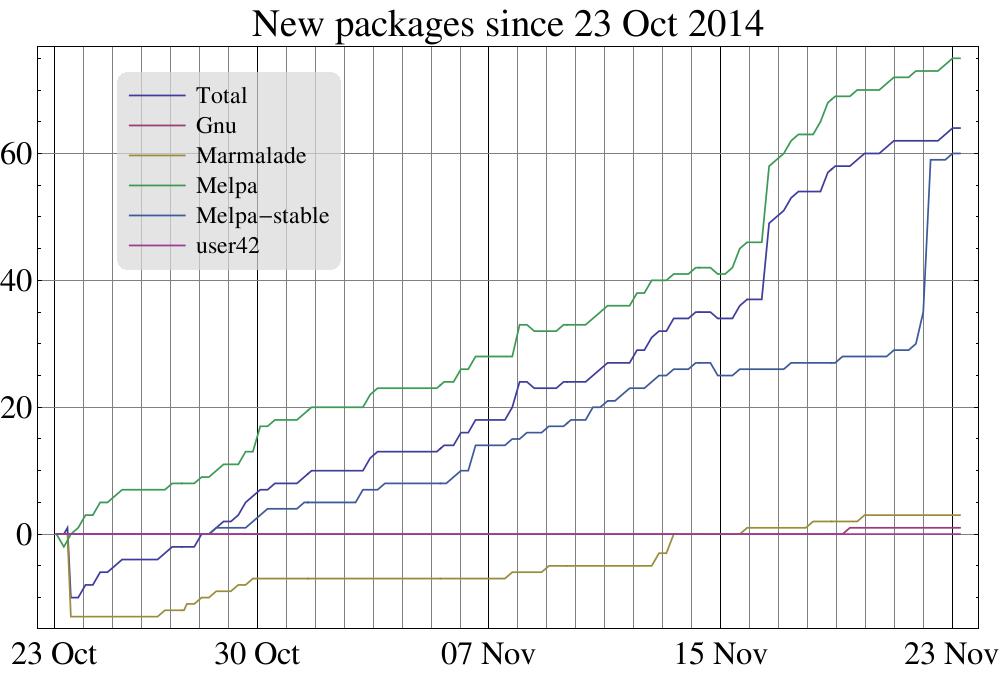 New packages since 23 Oct 2014
Total
Gnu
Marmalade
Melpa
Melpa−stable
user42
60
40
20
0
23 Oct 30 Oct 07 Nov 15 Nov 23 Nov